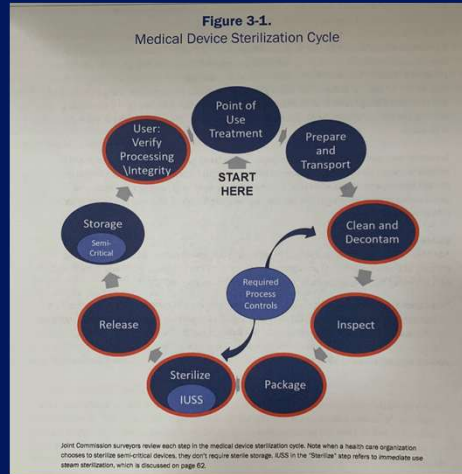 Figure 3-1.
Medical Device Sterilization Cycle
Point of
Use
Treatment
START
HERE
Prepare
and
Transport
Clean and
Decontam
Inspect
Package
Sterilize
IUSS
Release
Storage
Semi-
Critical
User:
Verify
Processing
\Integrity
Required
Process
Controls
Joint Commission surveyors review each step in the medical device sterilization cycle. Note when a health care organization
chooses to sterilize semi-critical devices, they don't require sterile storage. IUSS in the "Sterilize" step refers to immediate use
steam sterilization, which is discussed on page 62.